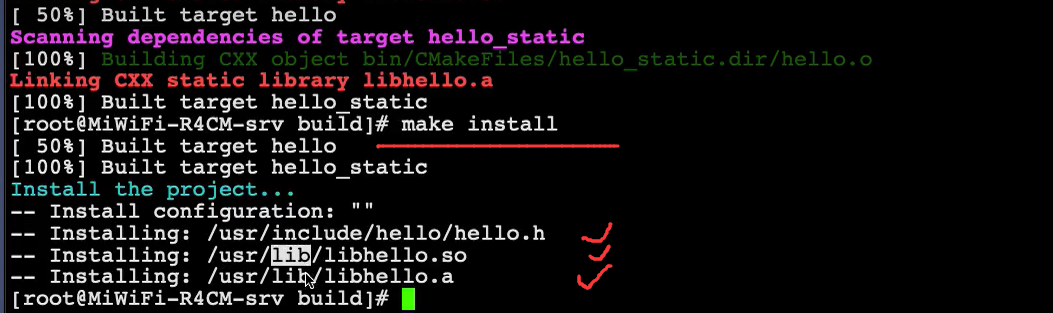 [ 50%] Built target hello
Scanning dependencies of target hello_static
[100%] Building CXX object bin/CMakeFiles/hello_static.dir/hello.o
Linking CXX static library libhello.a
[100%] Built target hello_static
[root@MiWiFi-R4CM-srv build]# make install
[ 50%] Built target hello
[100%] Built target hello_static
Install the project...
-- Install configuration: ""
-- Installing: /usr/include/hello/hello.h
-- Installing: /usr/lib/libhello.so
-- Installing: /usr/lib/libhello.a
[root@MiWiFi-R4CM-srv build]#